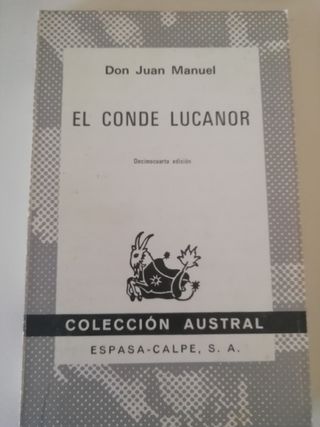 Don Juan Manuel
EL CONDE LUCANOR
Decimocuarta edición
COLECCIÓN AUSTRAL
ESPASA-CALPE, S. A.